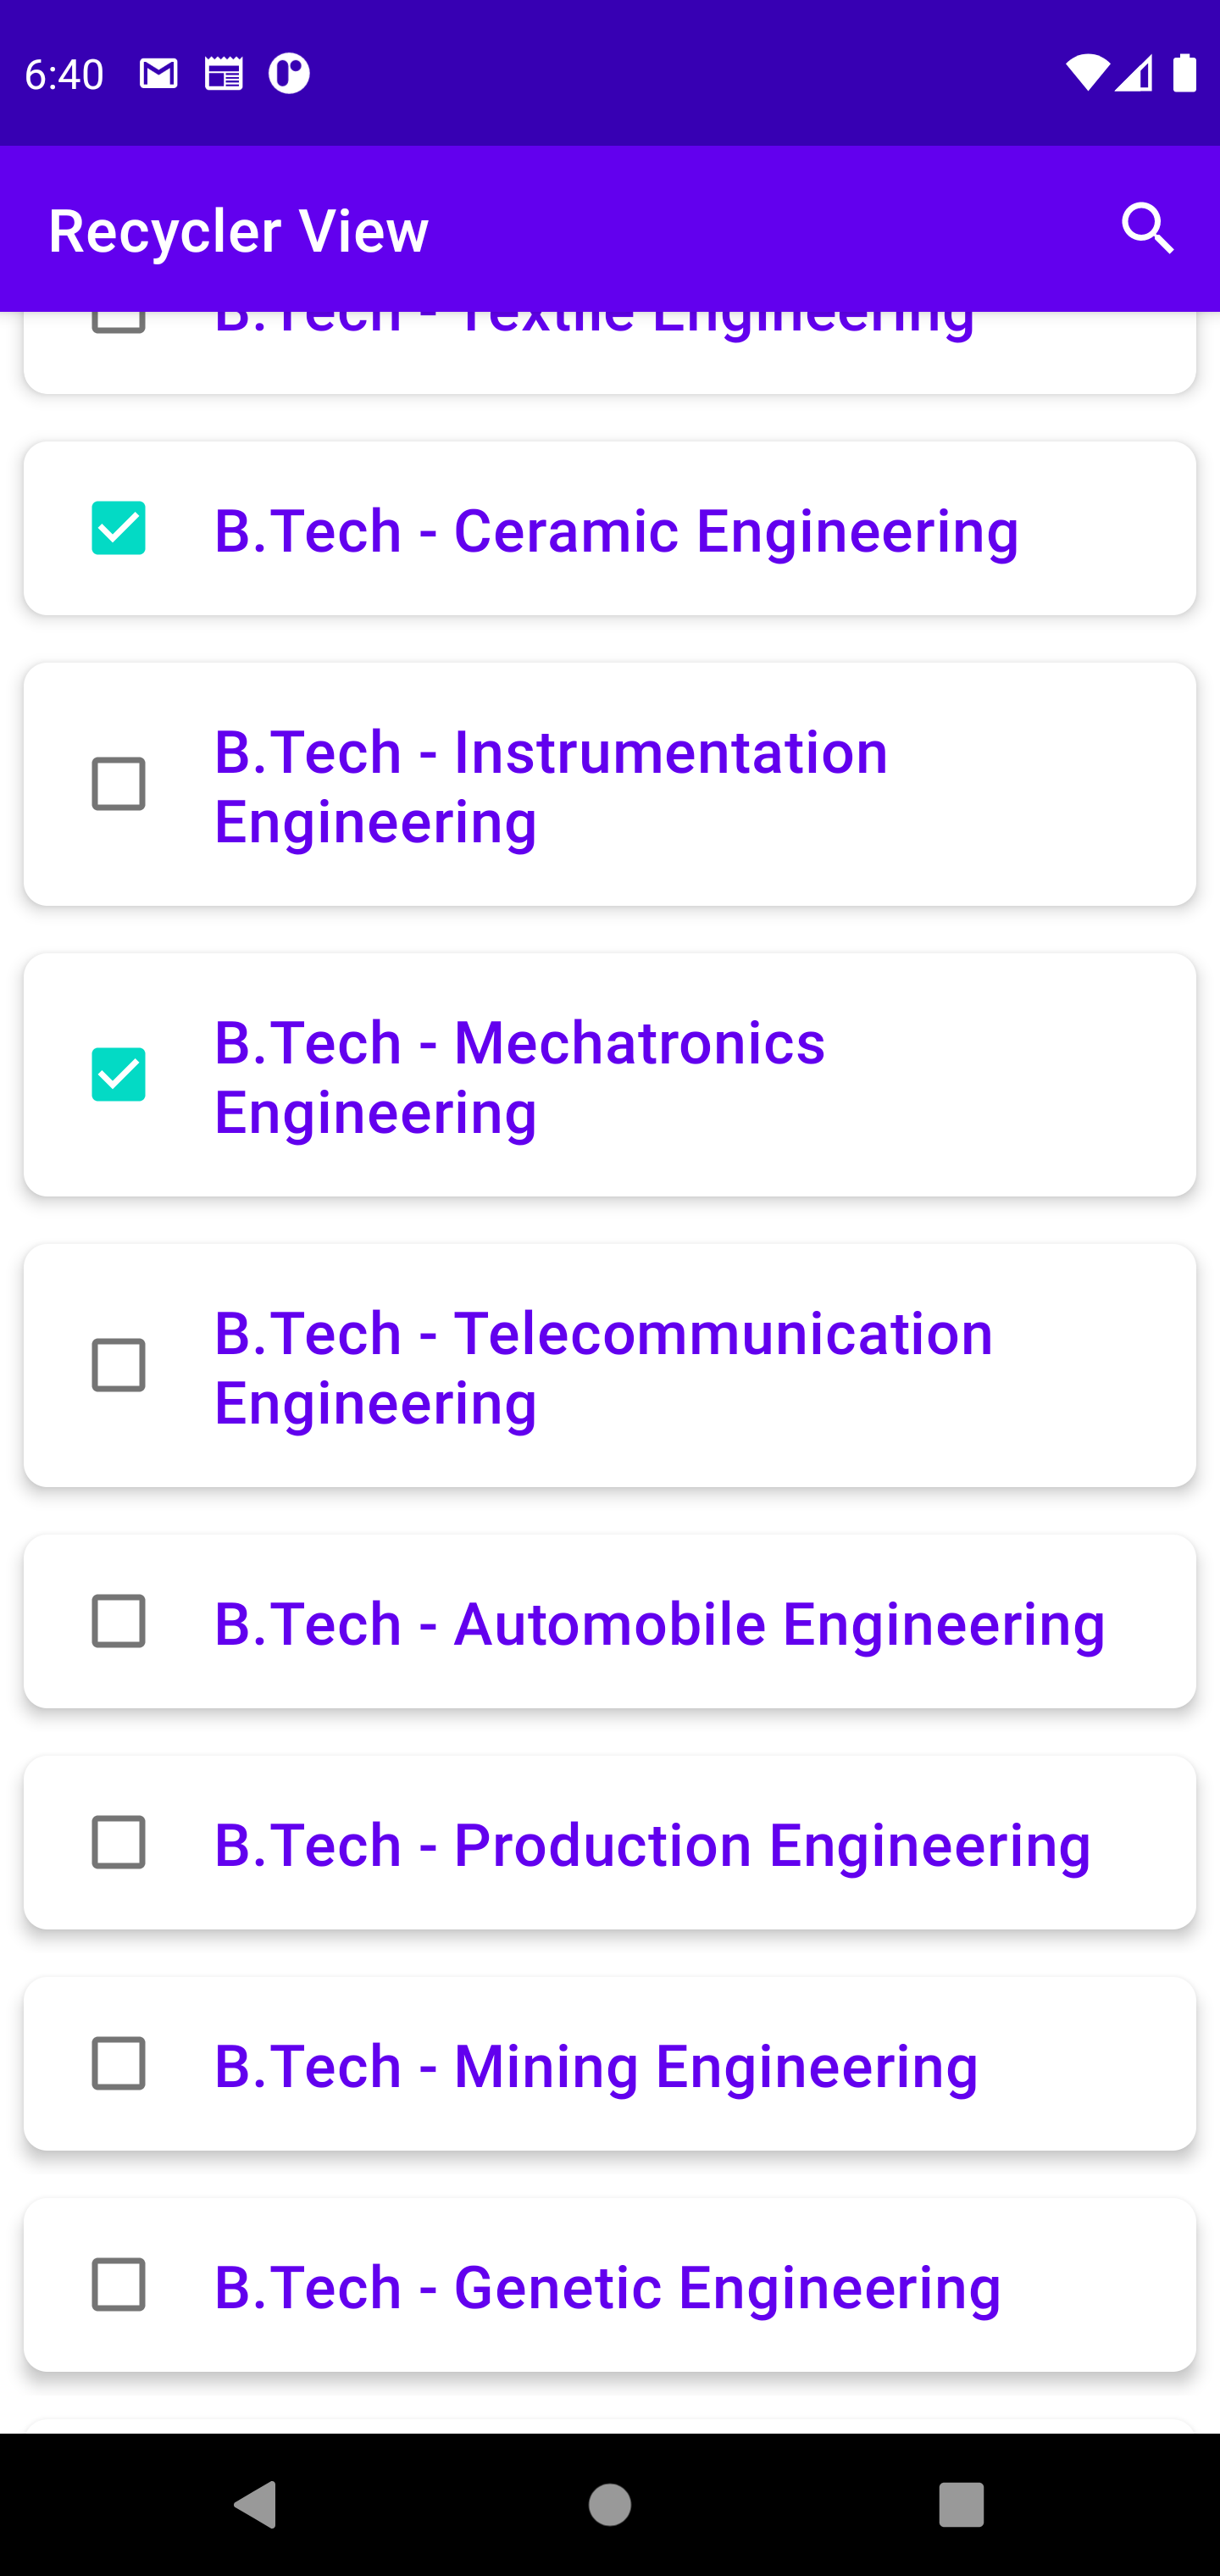 6:40
Recycler View
B.Tech - Textile Engineering
B.Tech - Ceramic Engineering
B.Tech - Instrumentation
Engineering
B.Tech - Mechatronics
Engineering
B.Tech - Telecommunication
Engineering
B.Tech - Automobile Engineering
B.Tech - Production Engineering
B.Tech - Mining Engineering
B.Tech - Genetic Engineering